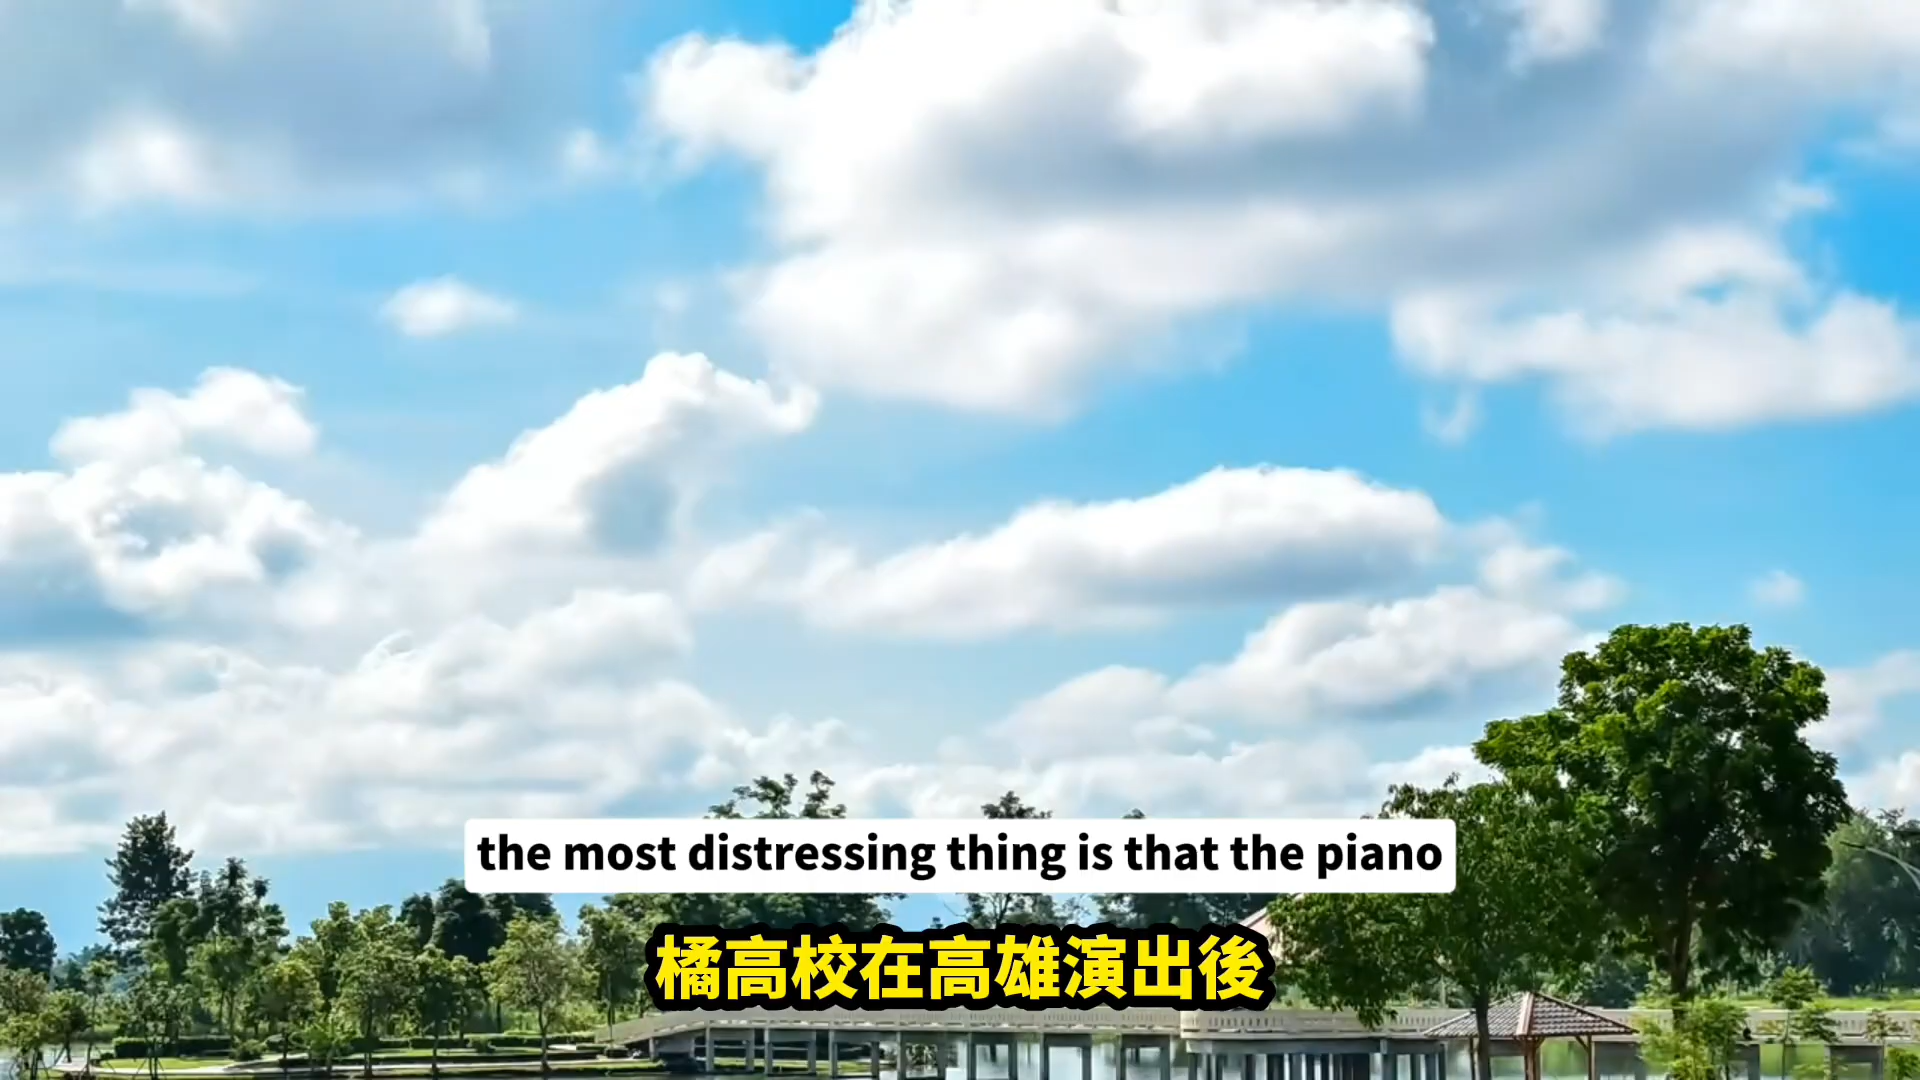 the most distressing thing is that the piano
橘高校在高雄演出後